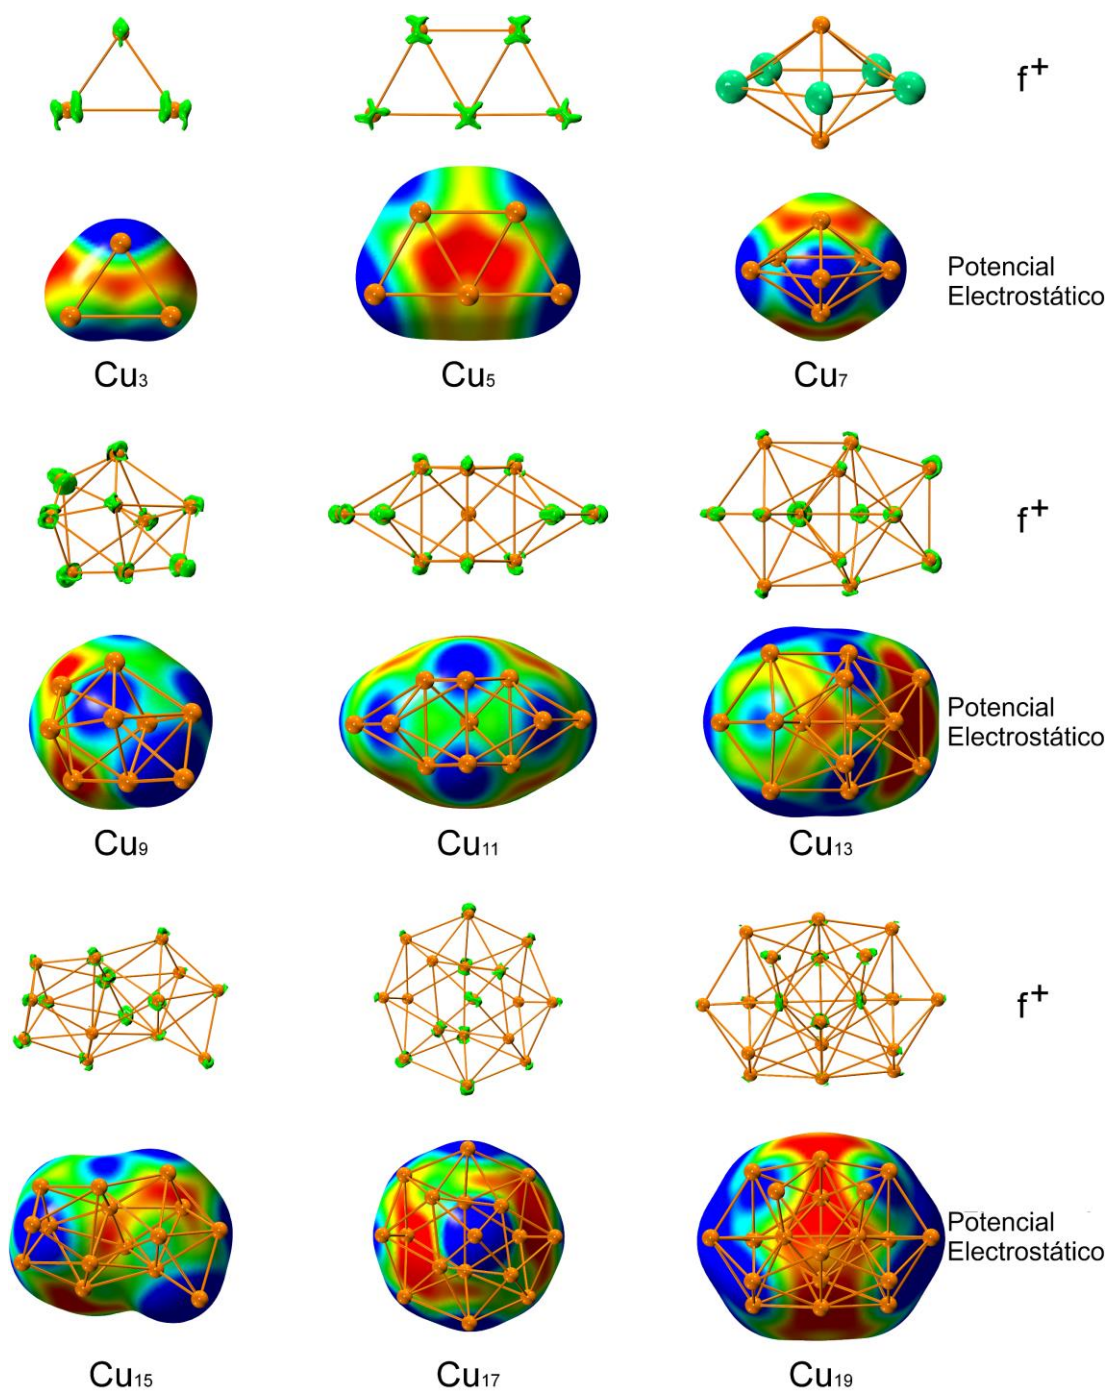 f⁺
Potencial
Electrostático
Cu₃ Cu₅ Cu₇
f⁺
Potencial
Electrostático
Cu₉ Cu₁₁ Cu₁₃
f⁺
Potencial
Electrostático
Cu₁₅ Cu₁₇ Cu₁₉